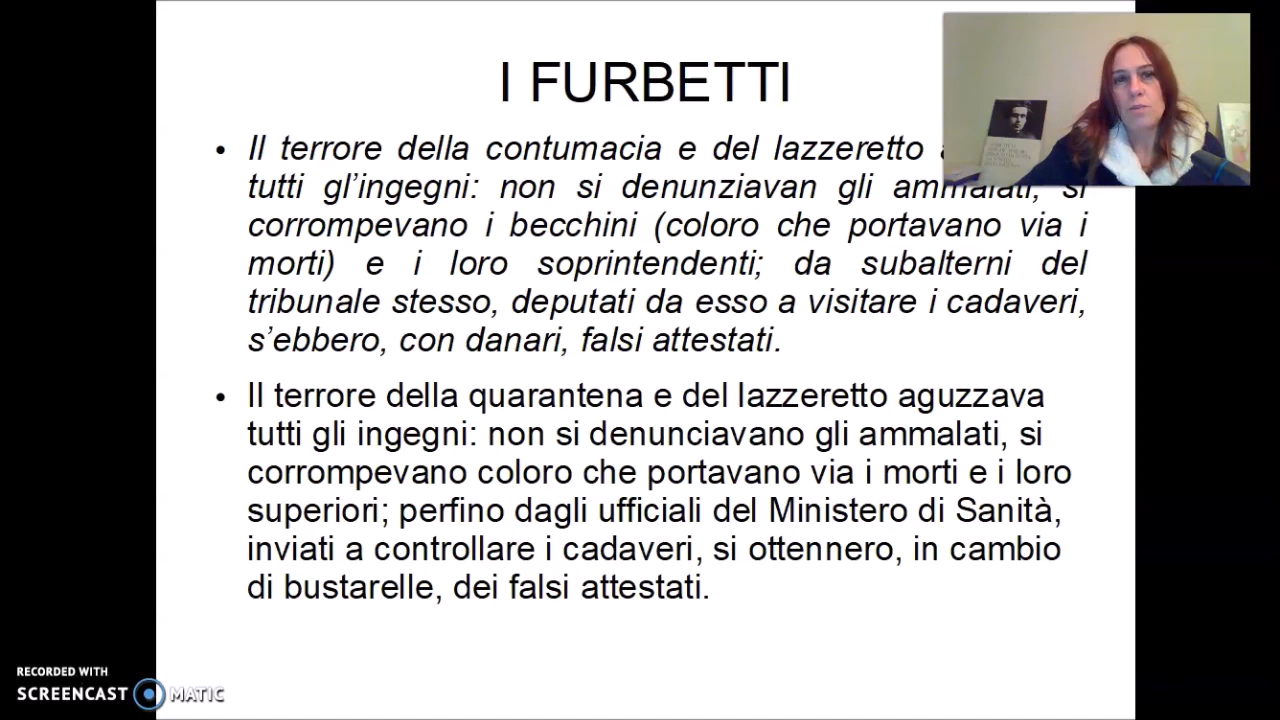 I FURBETTI
• Il terrore della contumacia e del lazzeretto
tutti gl'ingegni: non si denunziavan gli ammalati, si
corrompevano i becchini (coloro che portavano via i
morti) e i loro soprintendenti; da subalterni del
tribunale stesso, deputati da esso a visitare i cadaveri,
s'ebbero, con danari, falsi attestati.
• Il terrore della quarantena e del lazzeretto aguzzava
tutti gli ingegni: non si denunciavano gli ammalati, si
corrompevano coloro che portavano via i morti e i loro
superiori; perfino dagli ufficiali del Ministero di Sanità,
inviati a controllare i cadaveri, si ottennero, in cambio
di bustarelle, dei falsi attestati.
RECORDED WITH
SCREENCAST MATIC